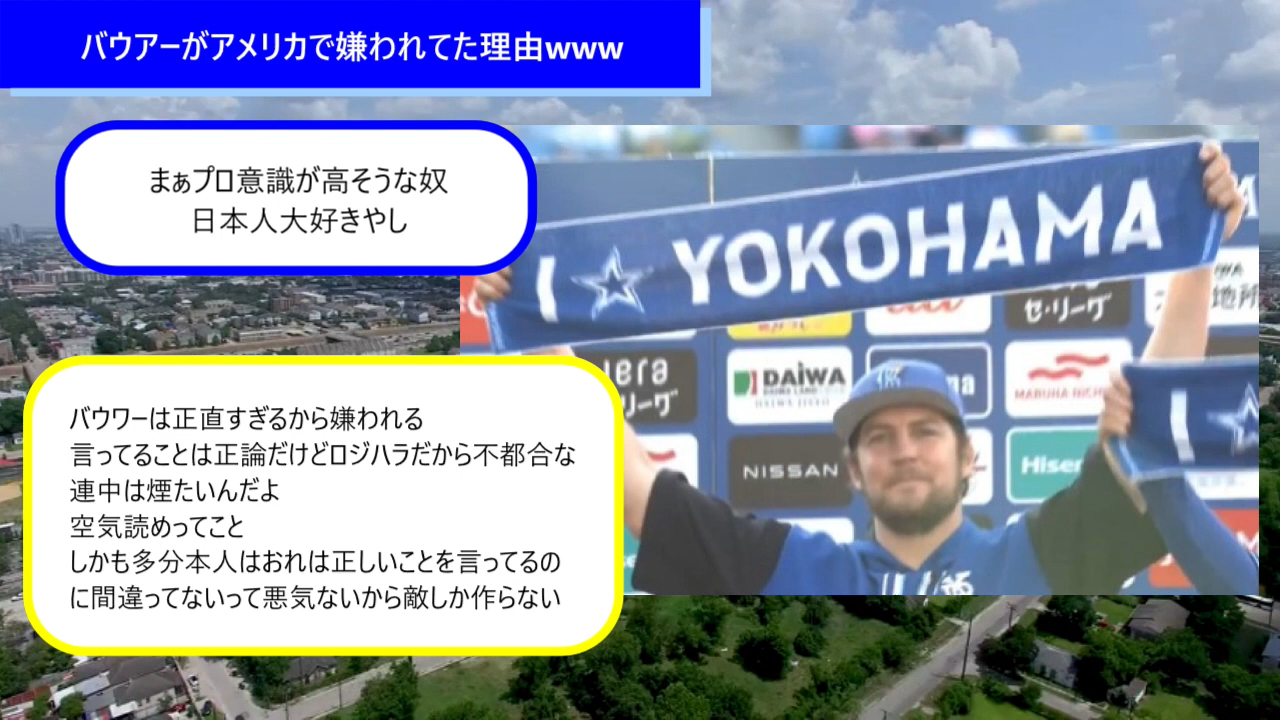 バウアーがアメリカで嫌われてた理由www
まぁプロ意識が高そうな奴
日本人大好きやし
バウワーは正直すぎるから嫌われる
言ってることは正論だけどロジハラだから不都合な
連中は煙たいんだよ
空気読めってこと
しかも多分本人はおれは正しいことを言ってるの
に間違ってないって悪気ないから敵しか作らない
I ☆ YOKOHAMA
セ・リーグ
地所
DAIWA
MARUHA NICHI
I
NISSAN
Hisen